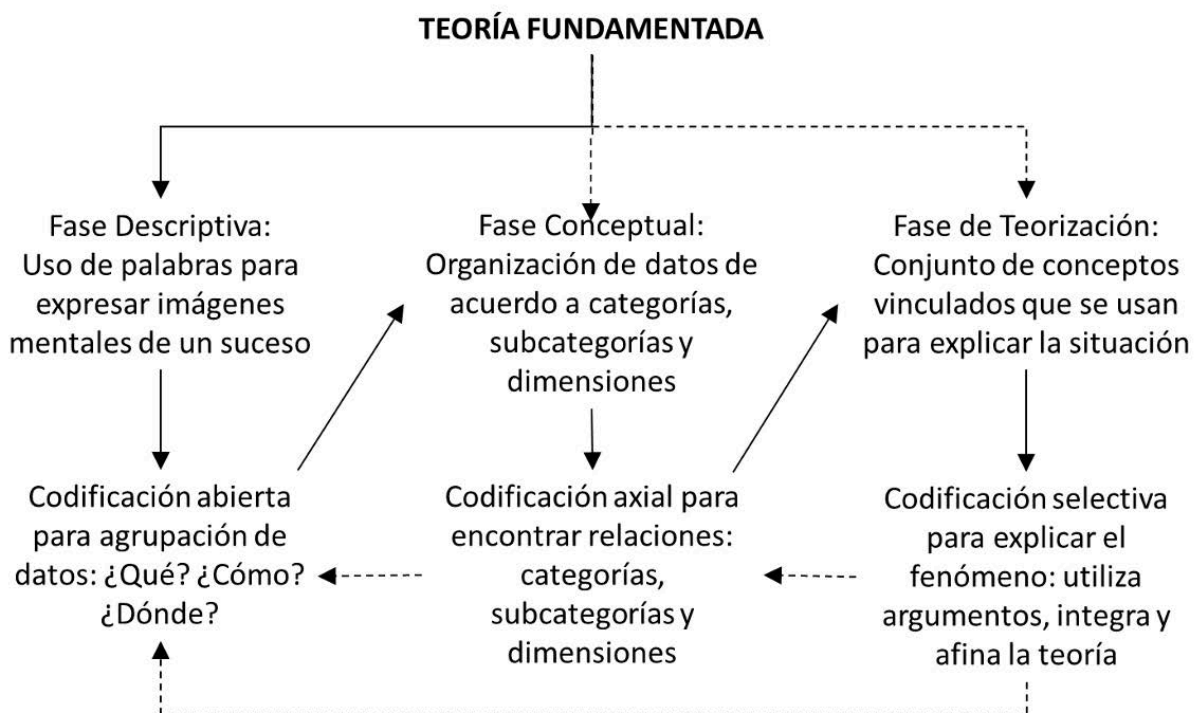 TEORÍA FUNDAMENTADA
Fase Descriptiva:
Uso de palabras para
expresar imágenes
mentales de un suceso
Fase Conceptual:
Organización de datos de
acuerdo a categorías,
subcategorías y
dimensiones
Fase de Teorización:
Conjunto de conceptos
vinculados que se usan
para explicar la situación
Codificación abierta
para agrupación de
datos: ¿Qué? ¿Cómo?
¿Dónde?
Codificación axial para
encontrar relaciones:
categorías,
subcategorías y
dimensiones
Codificación selectiva
para explicar el
fenómeno: utiliza
argumentos, integra y
afina la teoría